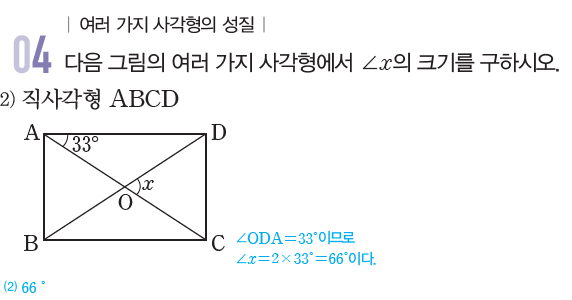 | 여러 가지 사각형의 성질 |
04 다음 그림의 여러 가지 사각형에서 ∠x의 크기를 구하시오.
2) 직사각형 ABCD
A 33° D
x
O
B C
∠ODA=33°이므로
∠x=2×33°=66°이다.
(2) 66 °